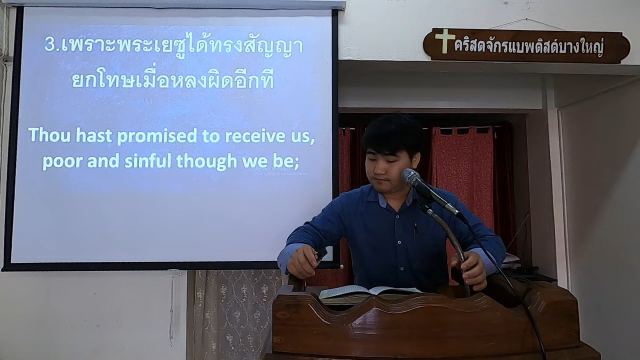 3.เพราะพระเยซูได้ทรงสัญญา
ยกโทษเมื่อหลงผิดอีกที
Thou hast promised to receive us,
poor and sinful though we be;
คริสตจักรแบพติสต์บางใหญ่